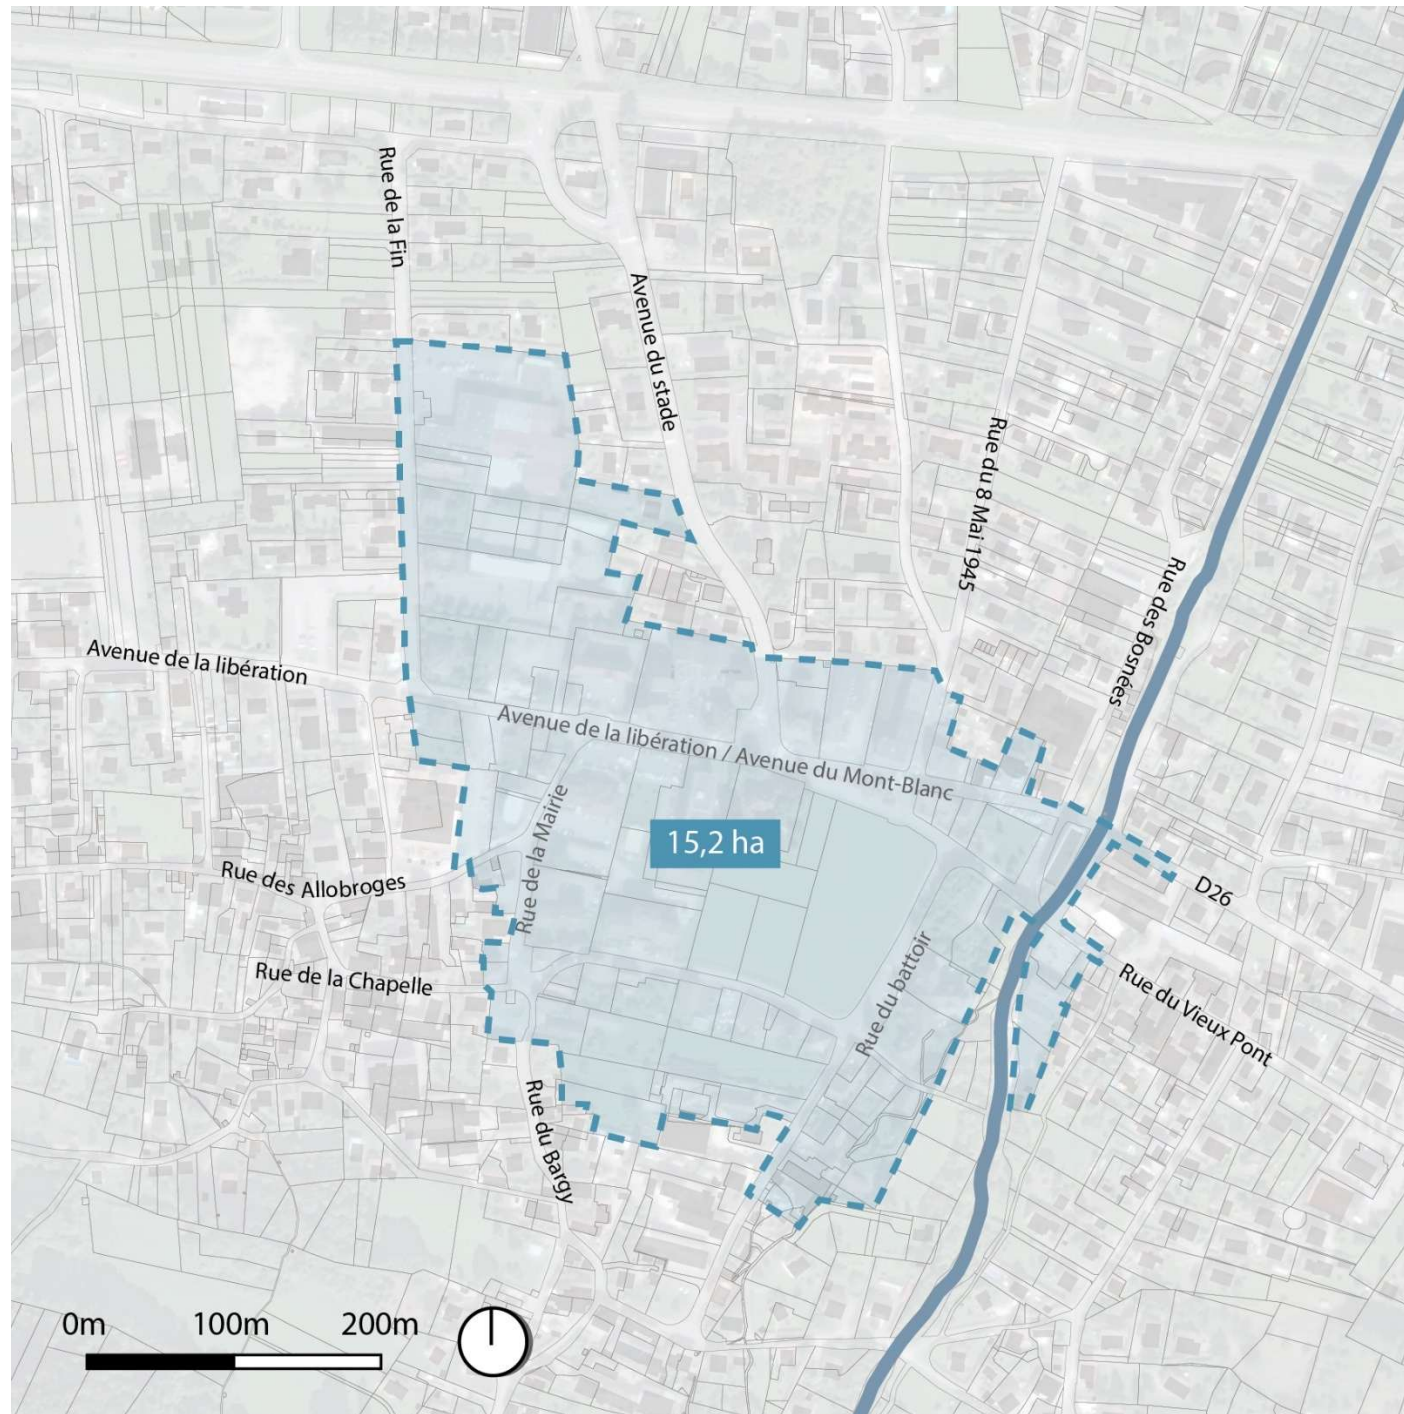 Rue de la Fin
Avenue du stade
Rue du 8 Mai 1945
Rue des Bosnées
Avenue de la libération
Avenue de la libération / Avenue du Mont-Blanc
Rue de la Mairie
15,2 ha
Rue des Allobroges
D26
Rue de la Chapelle
Rue du battoir
Rue du Vieux Pont
Rue du Bargy
0m 100m 200m